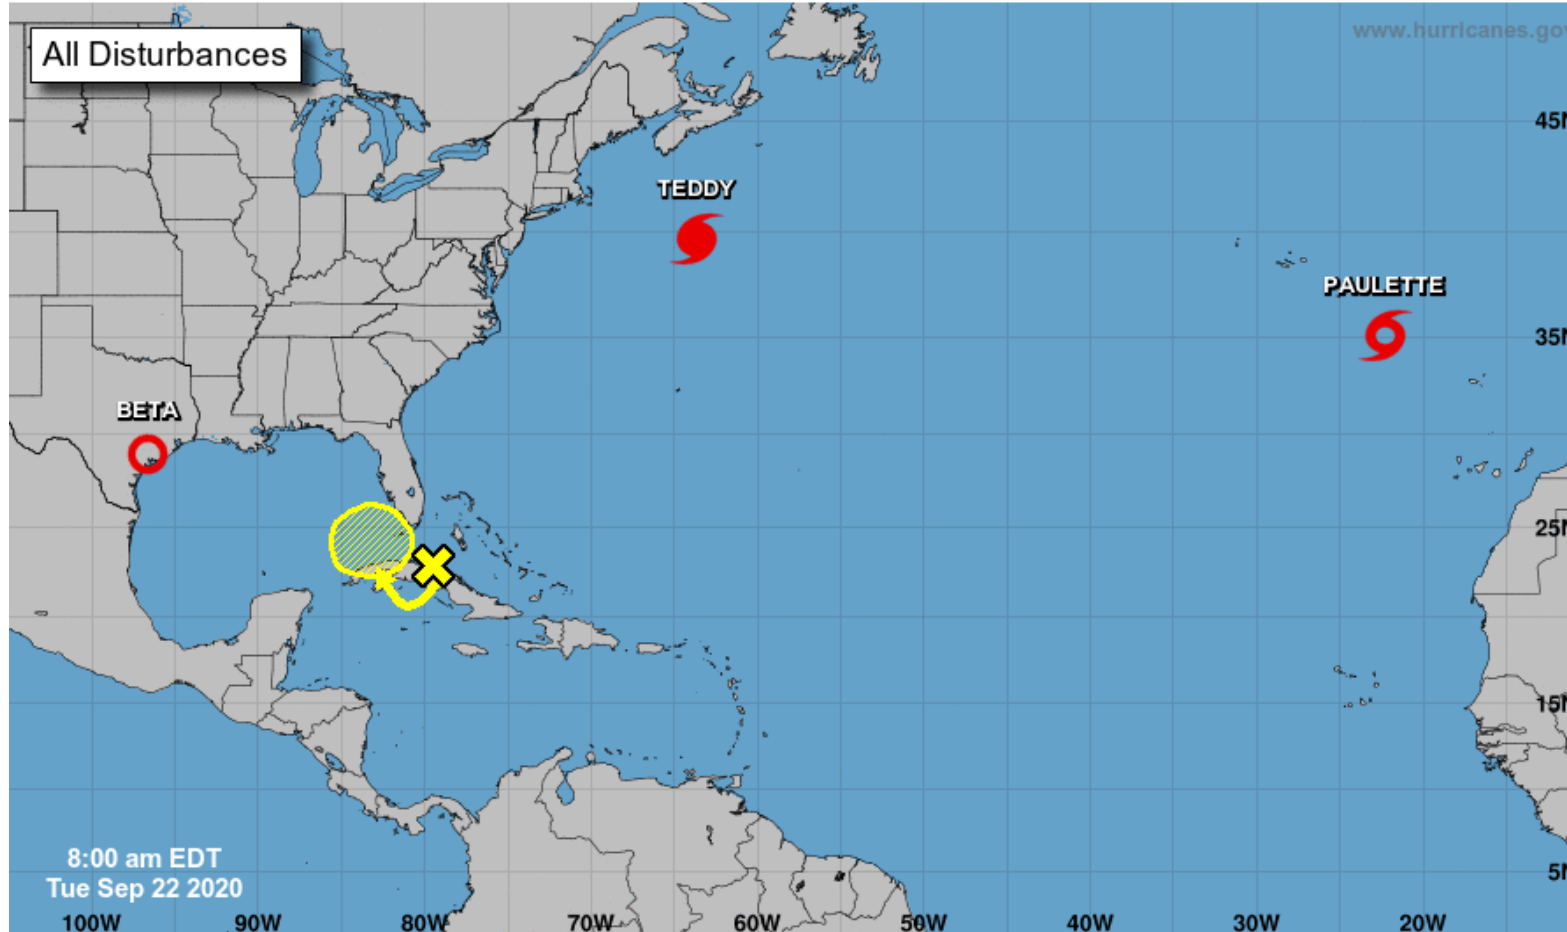 All Disturbances
www.hurricanes.gov
45N
TEDDY
PAULETTE
35N
BETA
25N
15N
8:00 am EDT
Tue Sep 22 2020
5N
100W 90W 80W 70W 60W 50W 40W 30W 20W